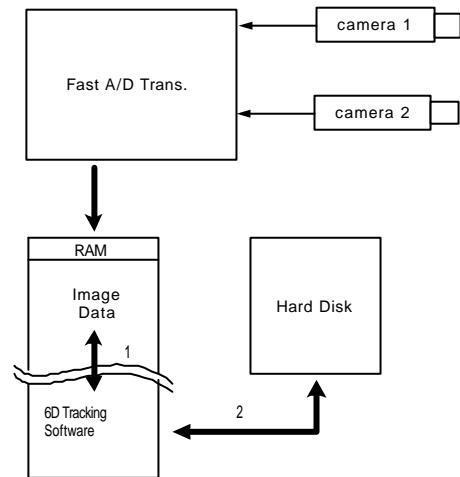 camera 1
Fast A/D Trans.
camera 2
RAM
Image
Data
Hard Disk
1
6D Tracking
Software
2